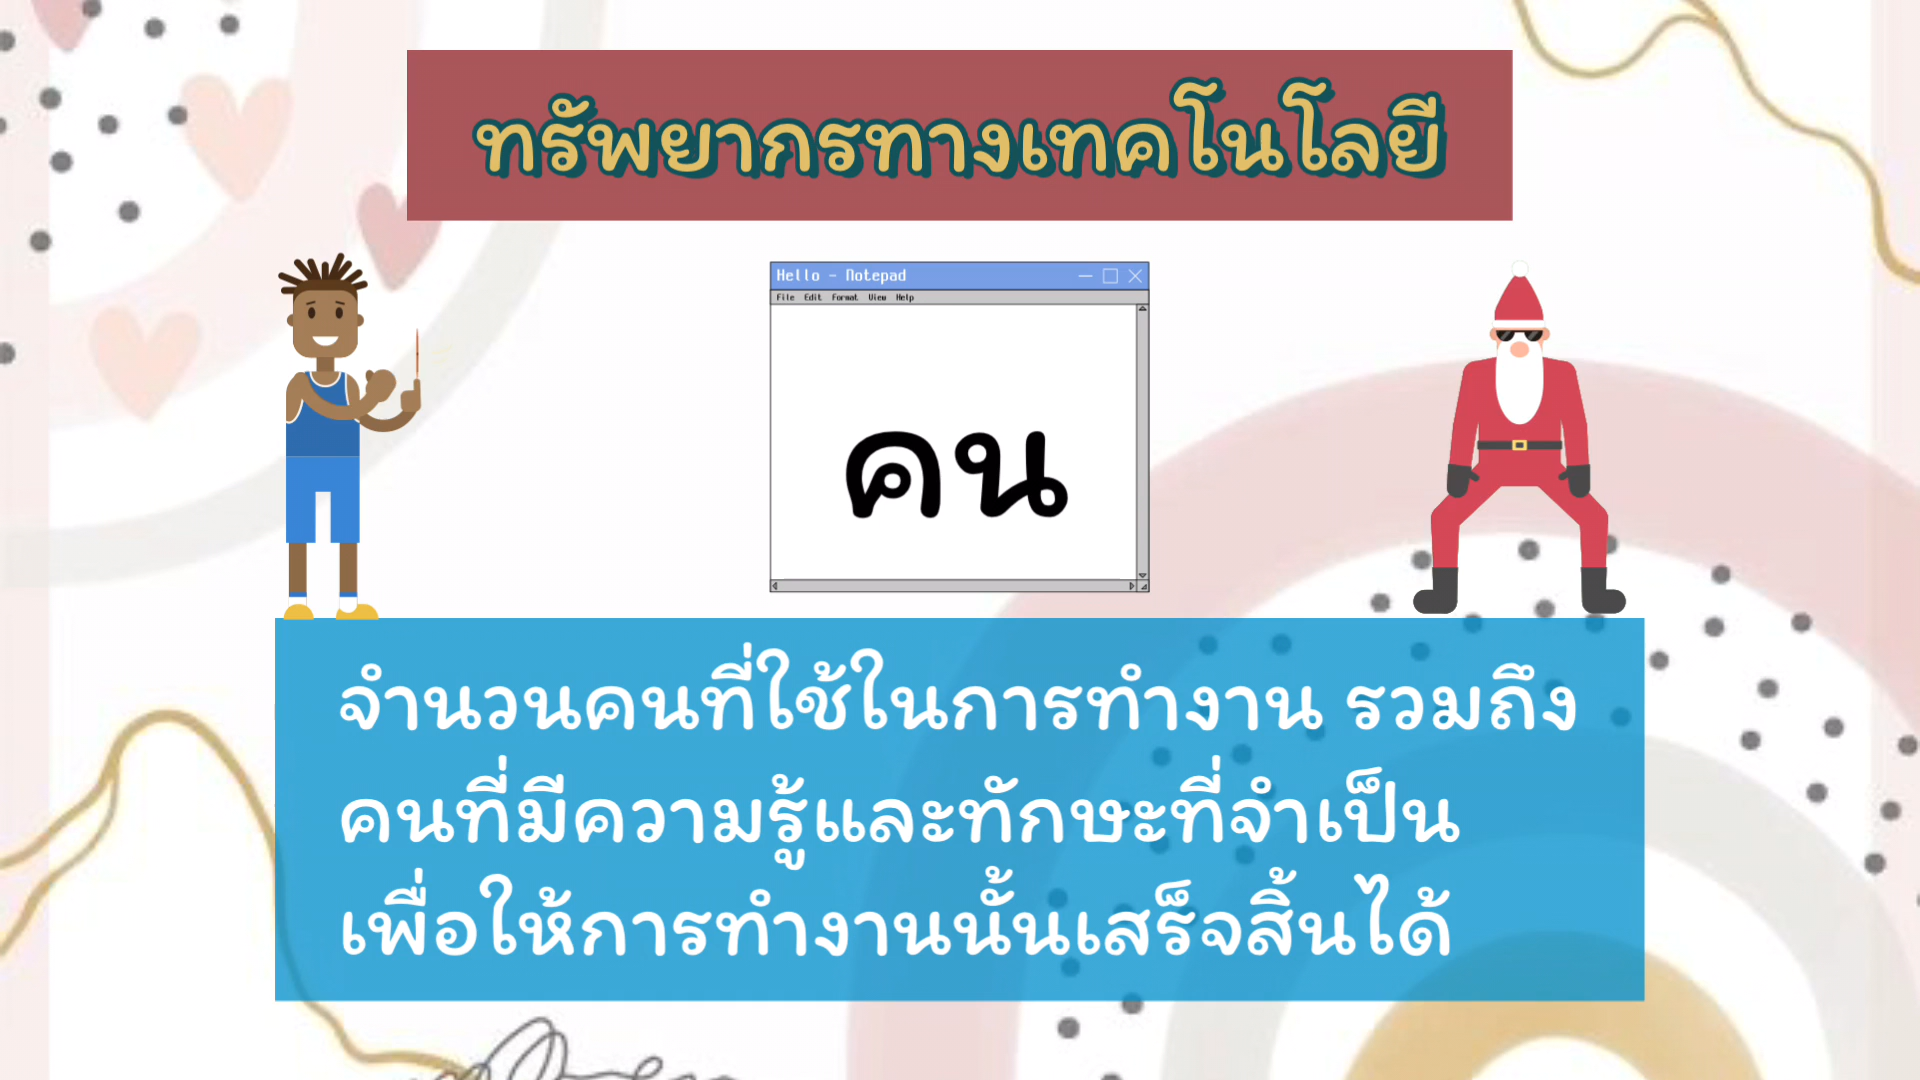 ทรัพยากรทางเทคโนโลยี
Hello - Notepad
File Edit Format View Help
คน
จำนวนคนที่ใช้ในการทำงาน รวมถึง
คนที่มีความรู้และทักษะที่จำเป็น
เพื่อให้การทำงานนั้นเสร็จสิ้นได้